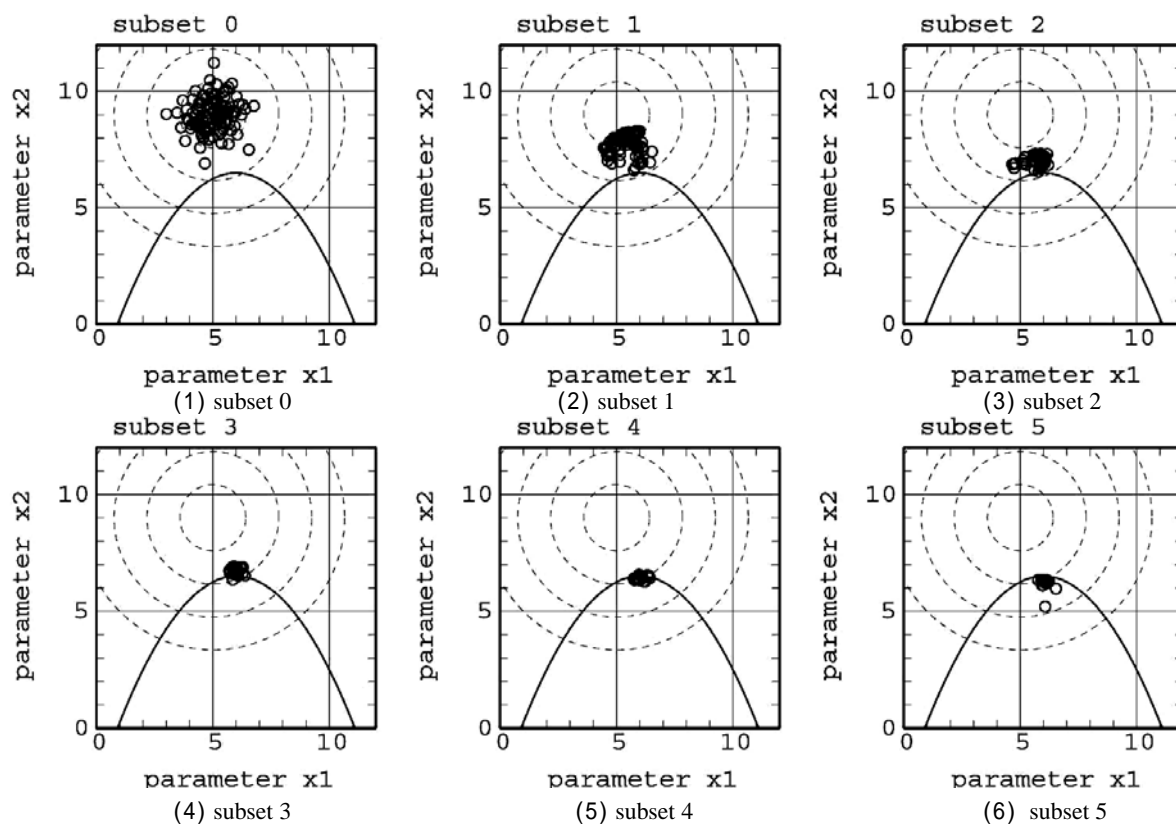 subset 0
subset 1
subset 2
parameter x2
10
5
0
0
5
10
parameter x1
parameter x2
10
5
0
0
5
10
parameter x1
parameter x2
10
5
0
0
5
10
parameter x1
(1) subset 0
(2) subset 1
(3) subset 2
subset 3
subset 4
subset 5
parameter x2
10
5
0
0
5
10
parameter x1
parameter x2
10
5
0
0
5
10
parameter x1
parameter x2
10
5
0
0
5
10
parameter x1
(4) subset 3
(5) subset 4
(6) subset 5